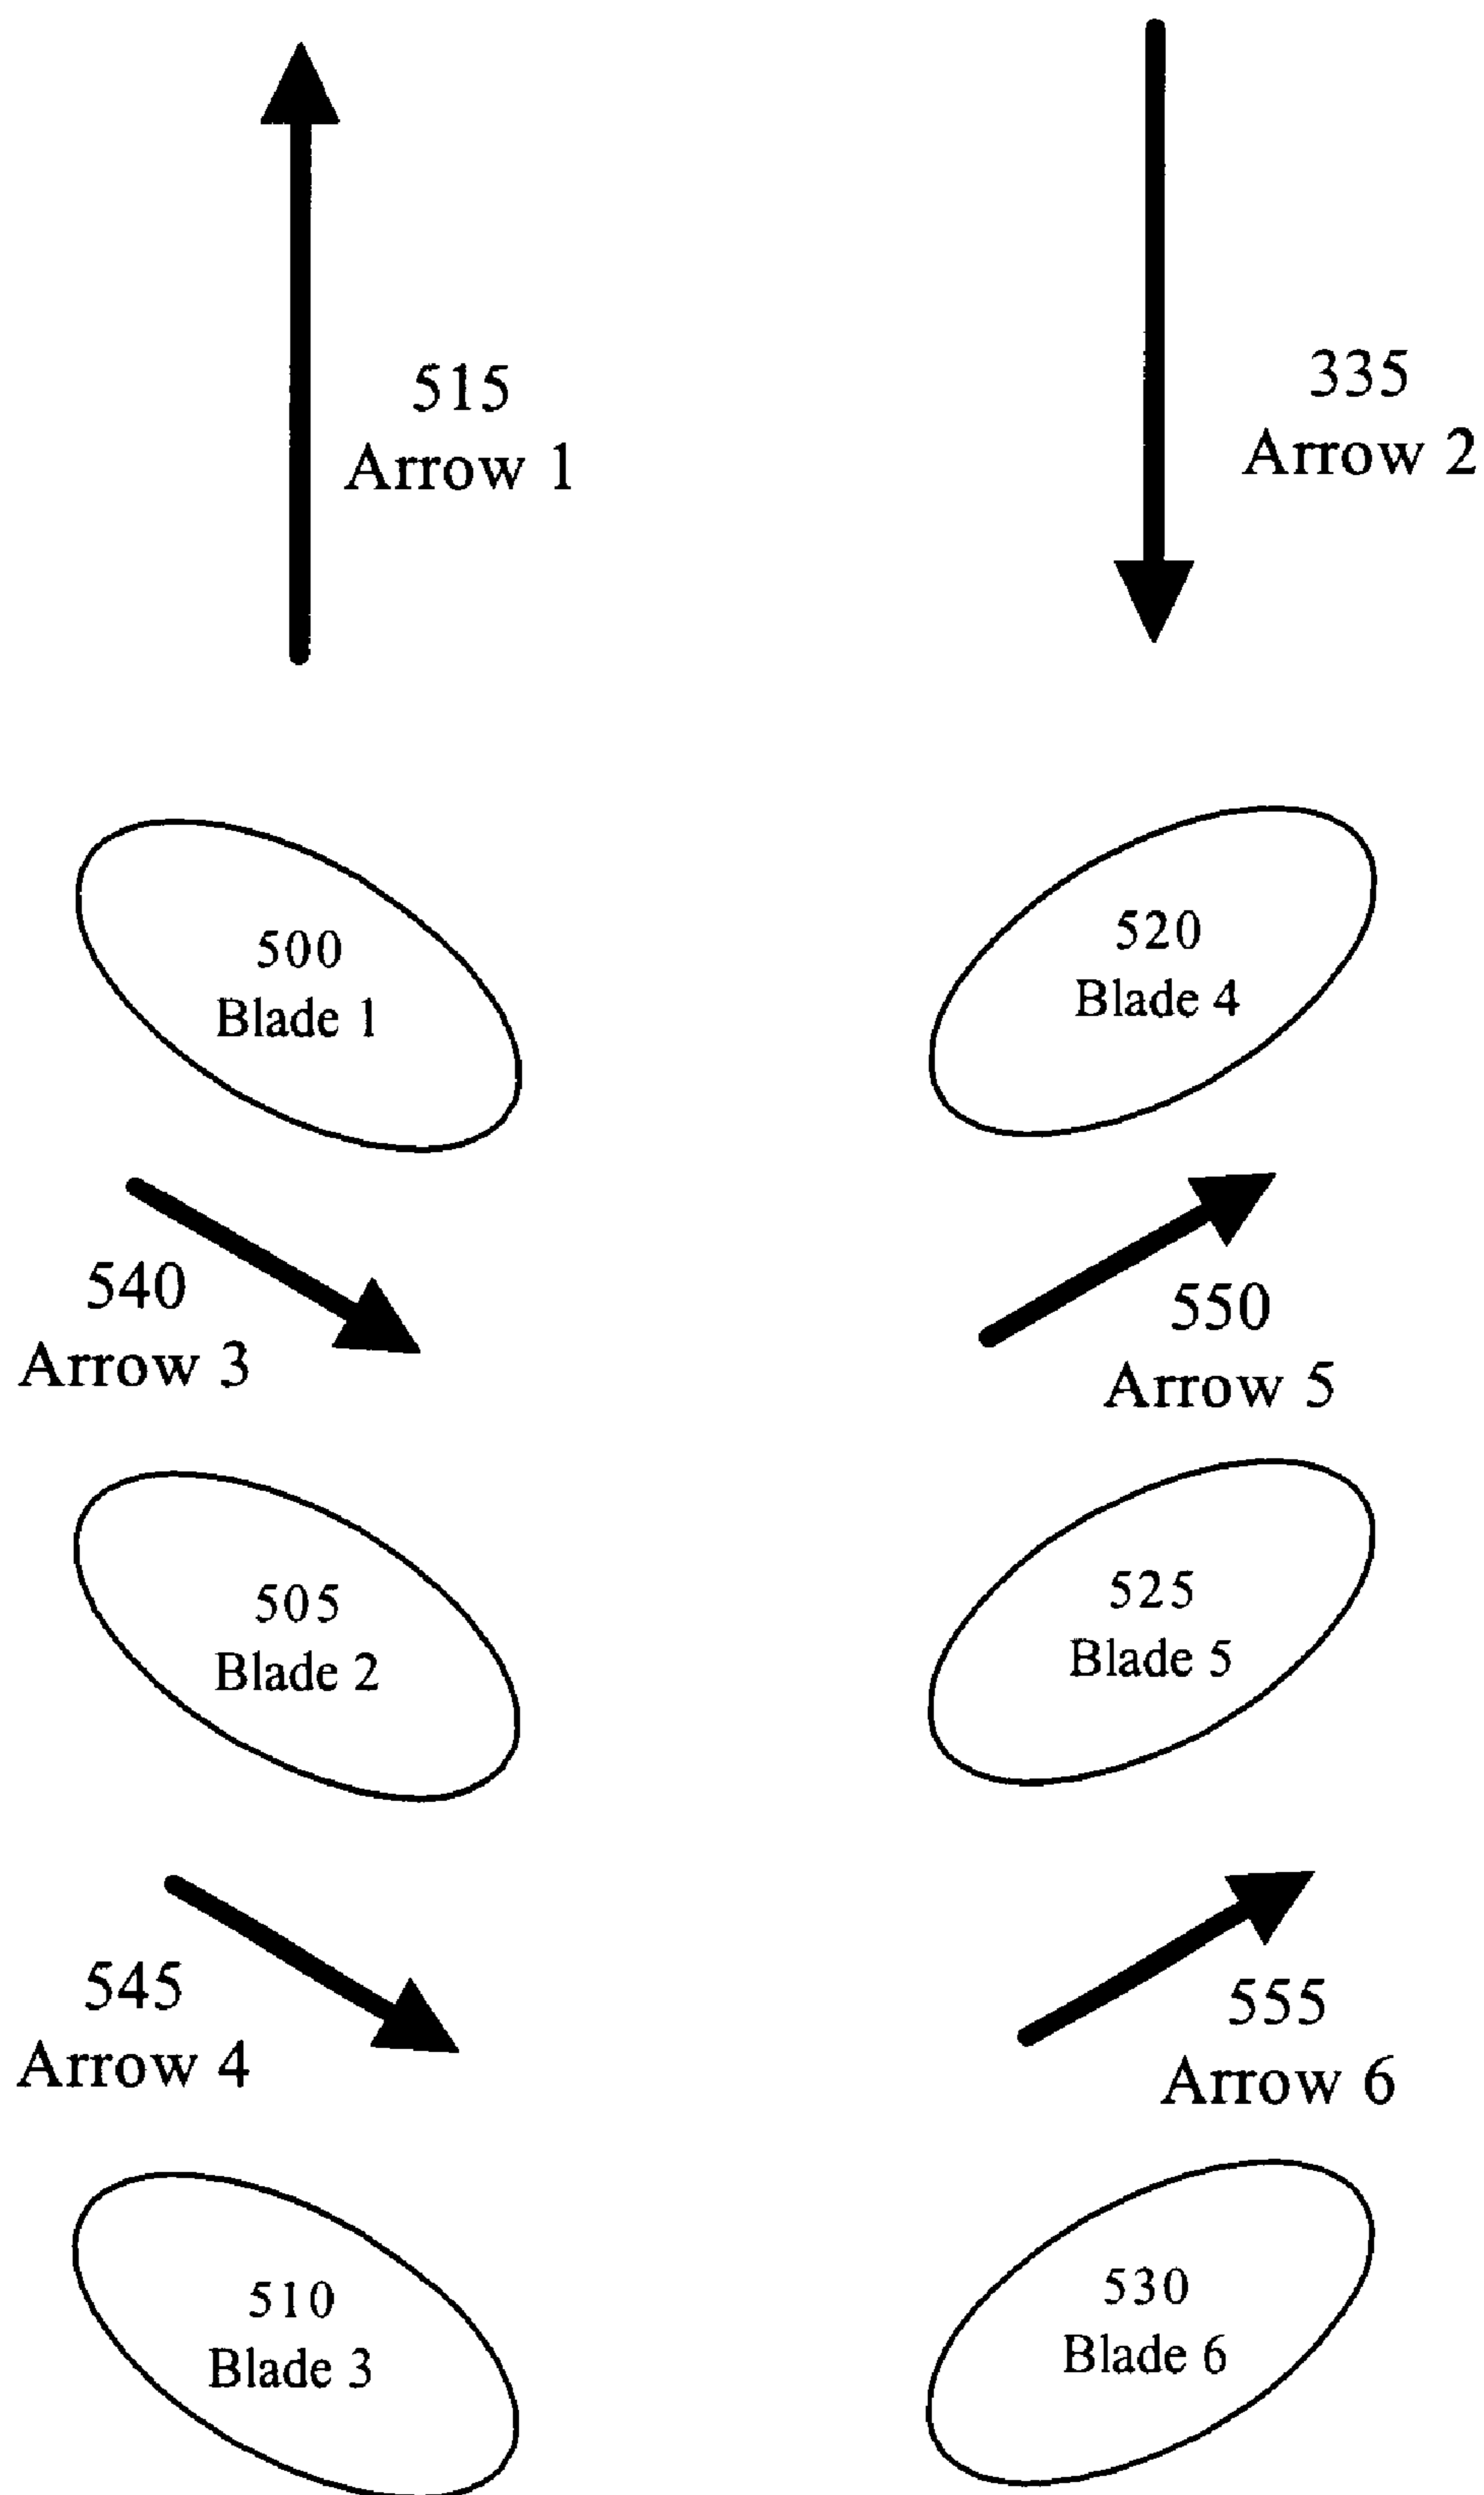 515
Arrow 1
335
Arrow 2
500
Blade 1
520
Blade 4
540
Arrow 3
550
Arrow 5
505
Blade 2
525
Blade 5
545
Arrow 4
555
Arrow 6
510
Blade 3
530
Blade 6